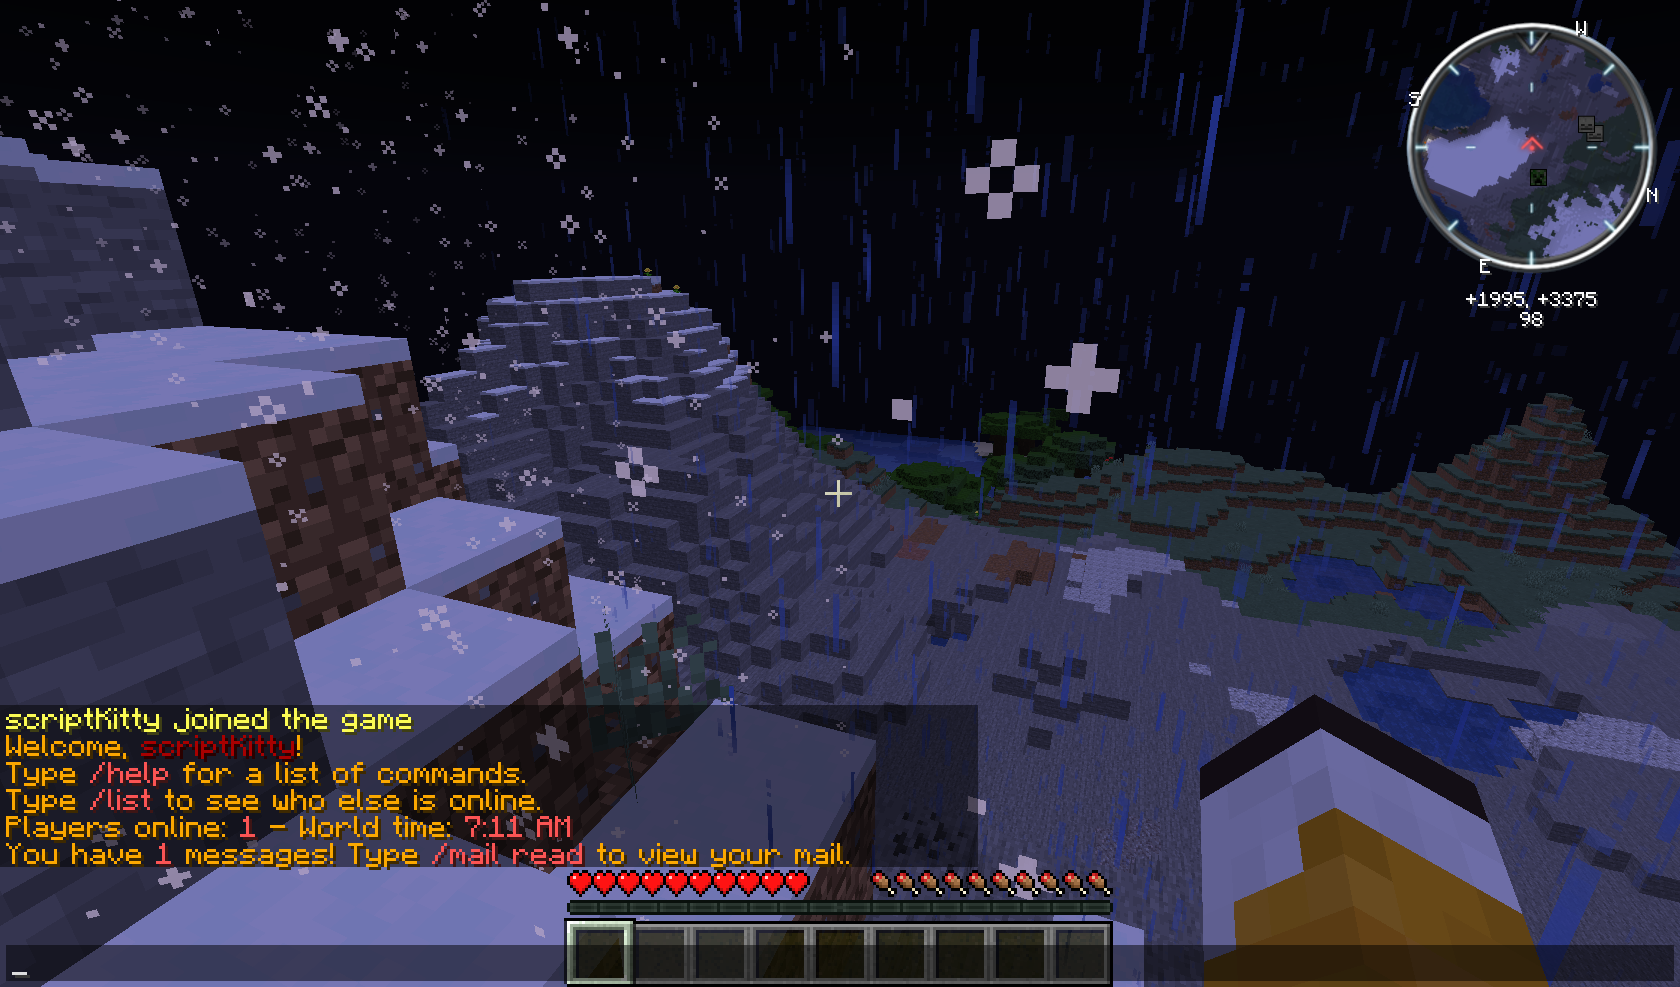 W
S
N
E
+1995, +3375
98
scriptKitty joined the game
Welcome, scriptKitty!
Type /help for a list of commands.
Type /list to see who else is online.
Players online: 1 - World time: 7:11 AM
You have 1 messages! Type /mail read to view your mail.
_